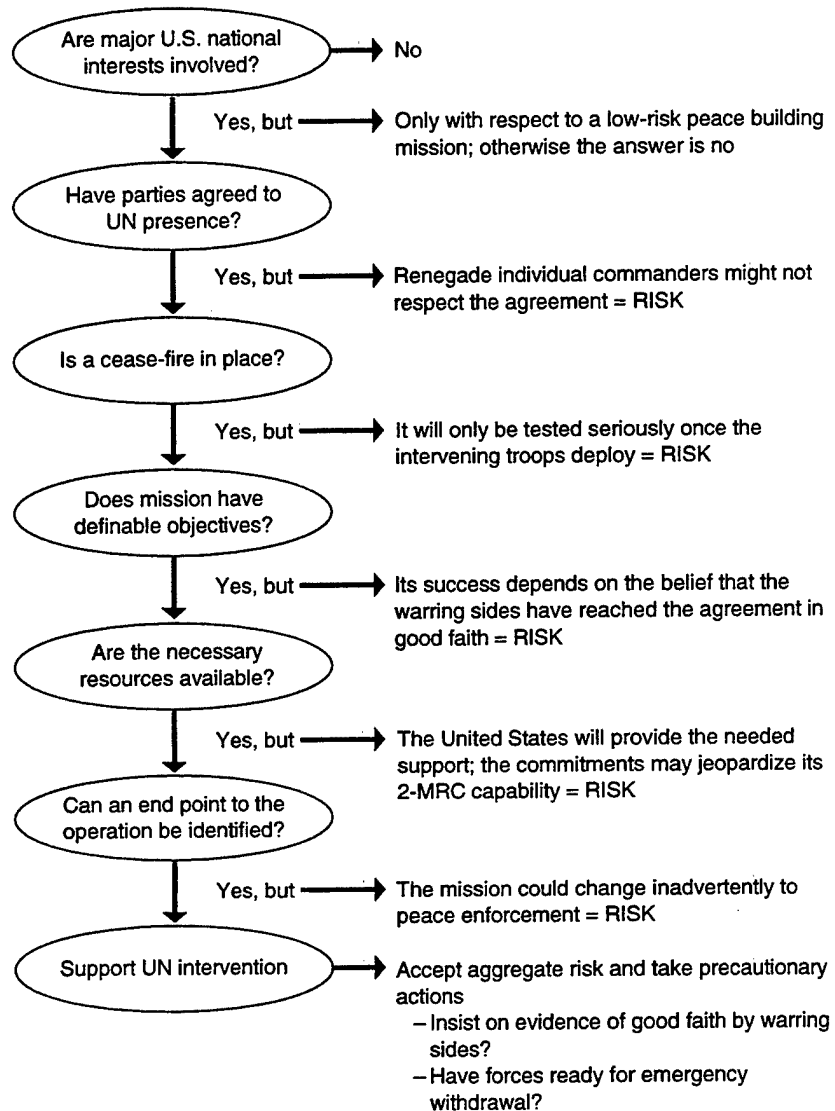 Are major U.S. national
interests involved?
No
Yes, but
Only with respect to a low-risk peace building
mission; otherwise the answer is no
Have parties agreed to
UN presence?
Yes, but
Renegade individual commanders might not
respect the agreement = RISK
Is a cease-fire in place?
Yes, but
It will only be tested seriously once the
intervening troops deploy = RISK
Does mission have
definable objectives?
Yes, but
Its success depends on the belief that the
warring sides have reached the agreement in
good faith = RISK
Are the necessary
resources available?
Yes, but
The United States will provide the needed
support; the commitments may jeopardize its
2-MRC capability = RISK
Can an end point to the
operation be identified?
Yes, but
The mission could change inadvertently to
peace enforcement = RISK
Support UN intervention
Accept aggregate risk and take precautionary
actions
– Insist on evidence of good faith by warring
sides?
– Have forces ready for emergency
withdrawal?